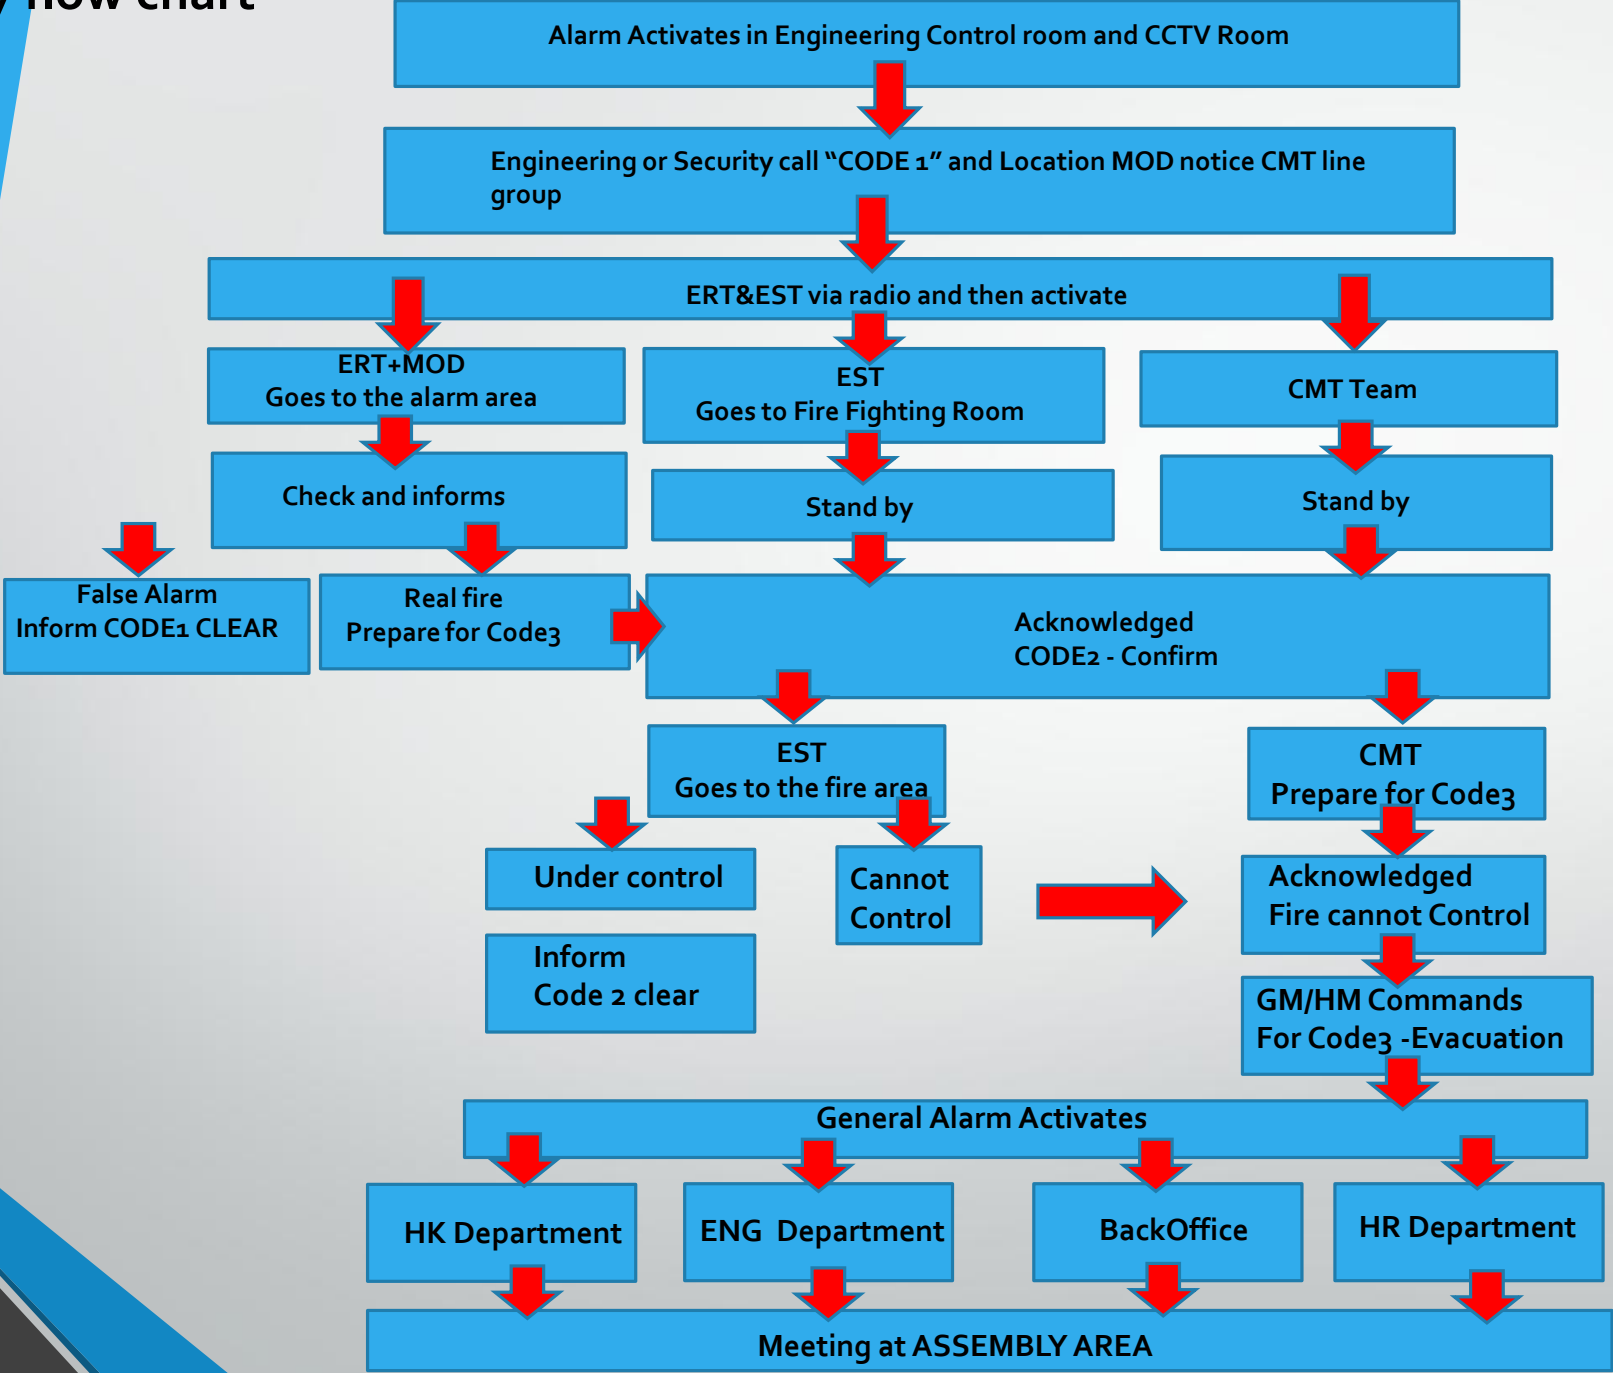 flow chart
Alarm Activates in Engineering Control room and CCTV Room
Engineering or Security call “CODE 1” and Location MOD notice CMT line
group
ERT&EST via radio and then activate
ERT+MOD
Goes to the alarm area
EST
Goes to Fire Fighting Room
CMT Team
Check and informs
Stand by
Stand by
False Alarm
Inform CODE1 CLEAR
Real fire
Prepare for Code3
Acknowledged
CODE2 - Confirm
EST
Goes to the fire area
CMT
Prepare for Code3
Under control
Cannot
Control
Acknowledged
Fire cannot Control
Inform
Code 2 clear
GM/HM Commands
For Code3 -Evacuation
General Alarm Activates
HK Department
ENG Department
BackOffice
HR Department
Meeting at ASSEMBLY AREA